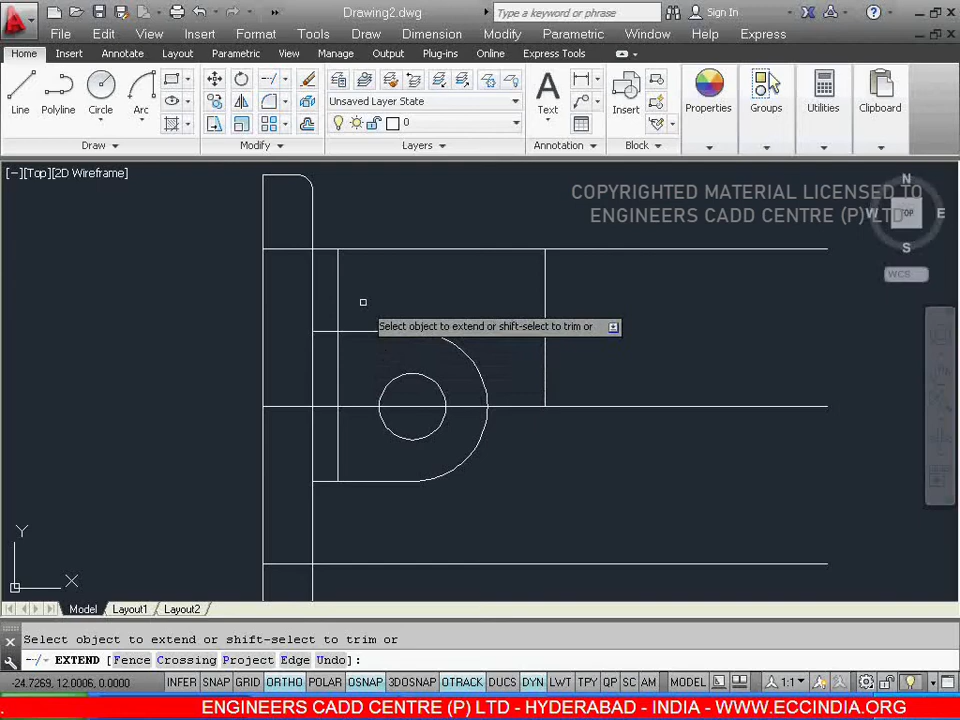 Drawing2.dwg
Type a keyword or phrase
Sign In
File Edit View Insert Format Tools Draw Dimension Modify Parametric Window Help Express
Home Insert Annotate Layout Parametric View Manage Output Plug-ins Online Express Tools
Line Polyline Circle Arc
Unsaved Layer State
0
Text Insert Properties Groups Utilities Clipboard
Draw Modify Layers Annotation Block
[−][Top][2D Wireframe]
COPYRIGHTED MATERIAL LICENSED TO
ENGINEERS CADD CENTRE (P) LTD
N
W TOP E
S
WCS
Select object to extend or shift-select to trim or
Y
X
Model Layout1 Layout2
Select object to extend or shift-select to trim or
EXTEND [Fence Crossing Project Edge Undo]:
-24.7269, 12.0006, 0.0000 INFER SNAP GRID ORTHO POLAR OSNAP 3DOSNAP OTRACK DUCS DYN LWT TPY QP SC AM MODEL 1:1
ENGINEERS CADD CENTRE (P) LTD - HYDERABAD - INDIA - WWW.ECCINDIA.ORG